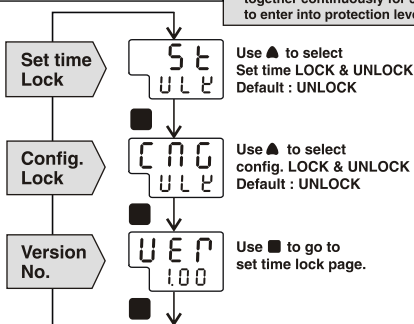 together continuously for
to enter into protection leve
Set time
Lock
St
ULK
Use to select
Set time LOCK & UNLOCK
Default : UNLOCK
Config.
Lock
CNG
ULK
Use to select
config. LOCK & UNLOCK
Default : UNLOCK
Version
No.
VER
1.00
Use to go to
set time lock page.